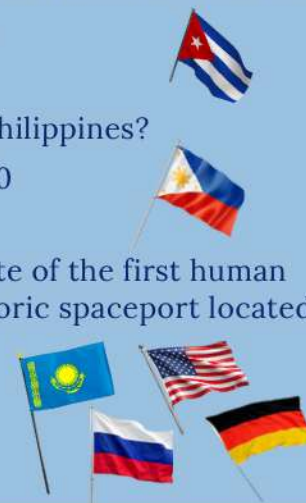 hilippines?
0
te of the first human
oric spaceport located